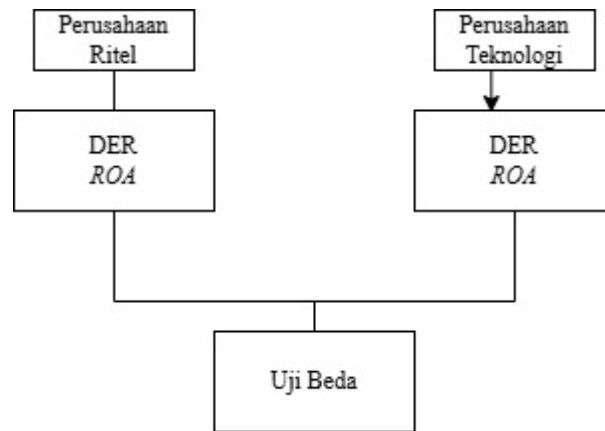 Perusahaan
Ritel
Perusahaan
Teknologi
DER
ROA
DER
ROA
Uji Beda